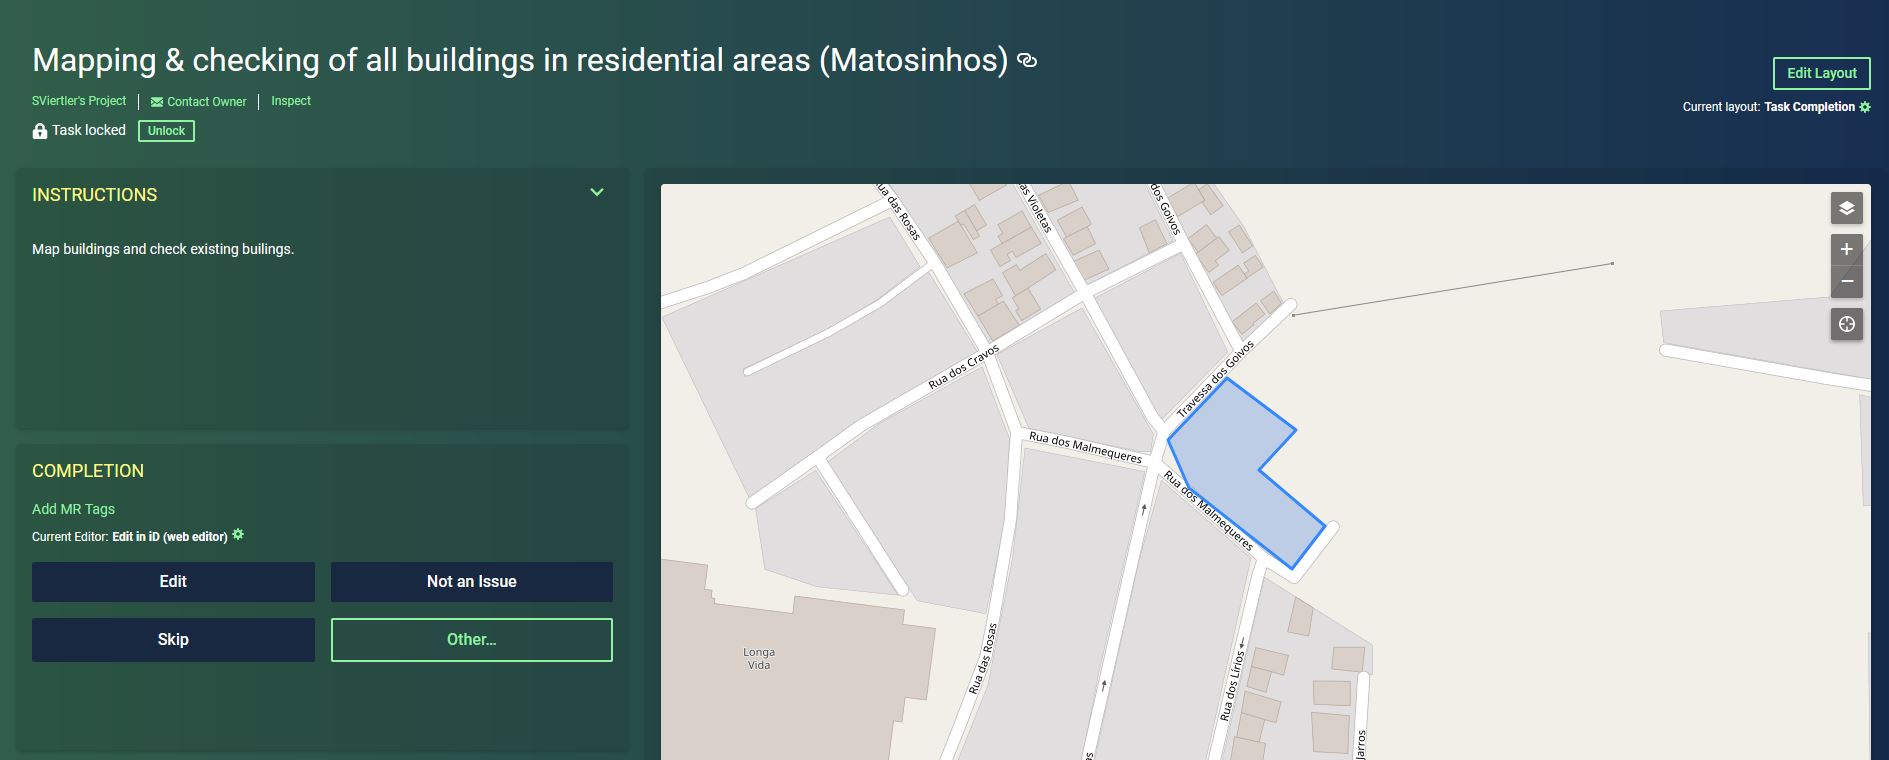 Mapping & checking of all buildings in residential areas (Matosinhos)
SViertler's Project
Contact Owner
Inspect
Task locked
Unlock
Edit Layout
Current layout: Task Completion
INSTRUCTIONS
Map buildings and check existing builings.
COMPLETION
Add MR Tags
Current Editor: Edit in iD (web editor)
Edit
Not an Issue
Skip
Other...
Rua das Rosas
as Violetas
dos Goivos
+
−
Rua dos Cravos
Travessa dos Goivos
Rua dos Malmequeres
Rua dos Malmequeres
Longa
Vida
Rua das Rosas
Rua dos Lírios
Jarros
as